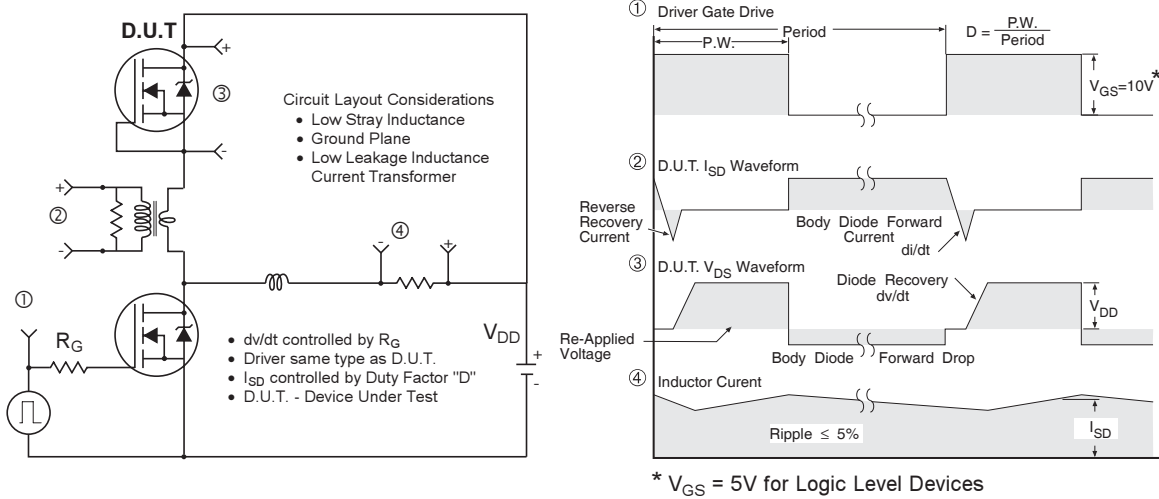 D.U.T
+
③
-
Circuit Layout Considerations
• Low Stray Inductance
• Ground Plane
• Low Leakage Inductance
Current Transformer
+
②
-
④
-
+
①
R_G
• dv/dt controlled by R_G
• Driver same type as D.U.T.
• I_SD controlled by Duty Factor "D"
• D.U.T. - Device Under Test
V_DD
+
-
① Driver Gate Drive
P.W.
Period
D = P.W.
Period
V_GS=10V*
② D.U.T. I_SD Waveform
Reverse
Recovery
Current
Body Diode Forward
Current
di/dt
③ D.U.T. V_DS Waveform
Diode Recovery
dv/dt
V_DD
Re-Applied
Voltage
Body Diode Forward Drop
④ Inductor Curent
Ripple ≤ 5%
I_SD
* V_GS = 5V for Logic Level Devices